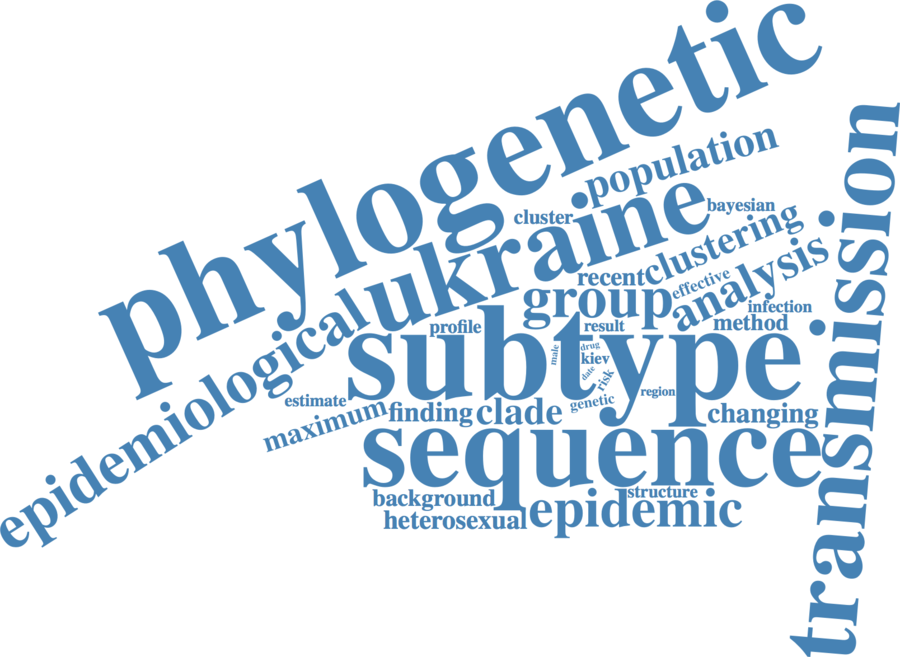 phylogenetic
population
ukraine
bayesian
cluster
clustering
recent
effective
analysis
group
infection
epidemiological
profile
result
method
subtype
male
drug
kiev
date
risk
region
genetic
estimate
maximum
finding
clade
changing
sequence
transmission
background
structure
heterosexual
epidemic